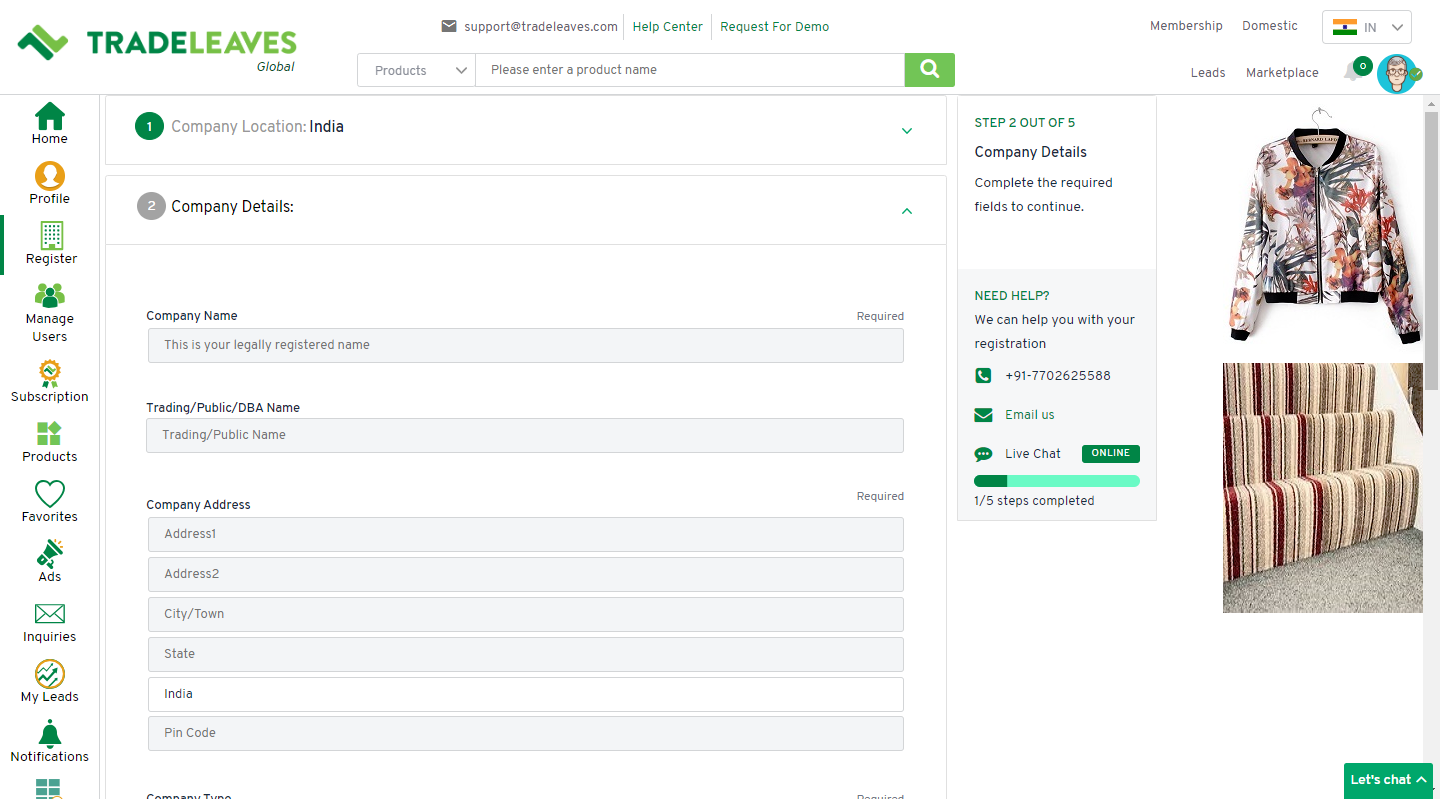 TRADELEAVES
Global
support@tradeleaves.com
Help Center
Request For Demo
Membership
Domestic
IN
Products
Please enter a product name
Leads
Marketplace
0
Home
Profile
Register
Manage
Users
Subscription
Products
Favorites
Ads
Inquiries
My Leads
Notifications
1 Company Location: India
2 Company Details:
Company Name
Required
This is your legally registered name
Trading/Public/DBA Name
Trading/Public Name
Company Address
Required
Address1
Address2
City/Town
State
India
Pin Code
Company Type
Required
STEP 2 OUT OF 5
Company Details
Complete the required
fields to continue.
NEED HELP?
We can help you with your
registration
+91-7702625588
Email us
Live Chat
ONLINE
1/5 steps completed
Let's chat